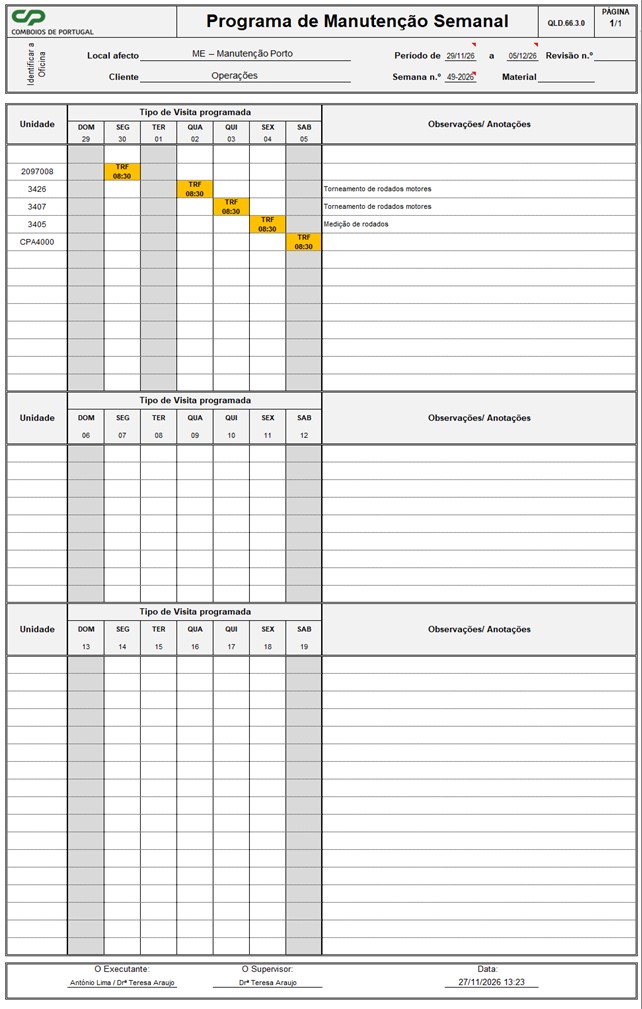 CP
COMBOIOS DE PORTUGAL
Programa de Manutenção Semanal
QLD.66.3.0
PÁGINA
1/1
Identificar a Oficina
Local afecto ME – Manutenção Porto Período de 29/11/26 a 05/12/26 Revisão n.º
Cliente Operações Semana n.º 49-2026 Material
Unidade Tipo de Visita programada Observações/ Anotações
DOM SEG TER QUA QUI SEX SAB
29 30 01 02 03 04 05
2097008 TRF 08:30
3426 TRF 08:30 Torneamento de rodados motores
3407 TRF 08:30 Torneamento de rodados motores
3405 TRF 08:30 Medição de rodados
CPA4000 TRF 08:30
Unidade Tipo de Visita programada Observações/ Anotações
DOM SEG TER QUA QUI SEX SAB
06 07 08 09 10 11 12
Unidade Tipo de Visita programada Observações/ Anotações
DOM SEG TER QUA QUI SEX SAB
13 14 15 16 17 18 19
O Executante: O Supervisor: Data:
António Lima / Drª Teresa Araujo Drª Teresa Araujo 27/11/2026 13:23